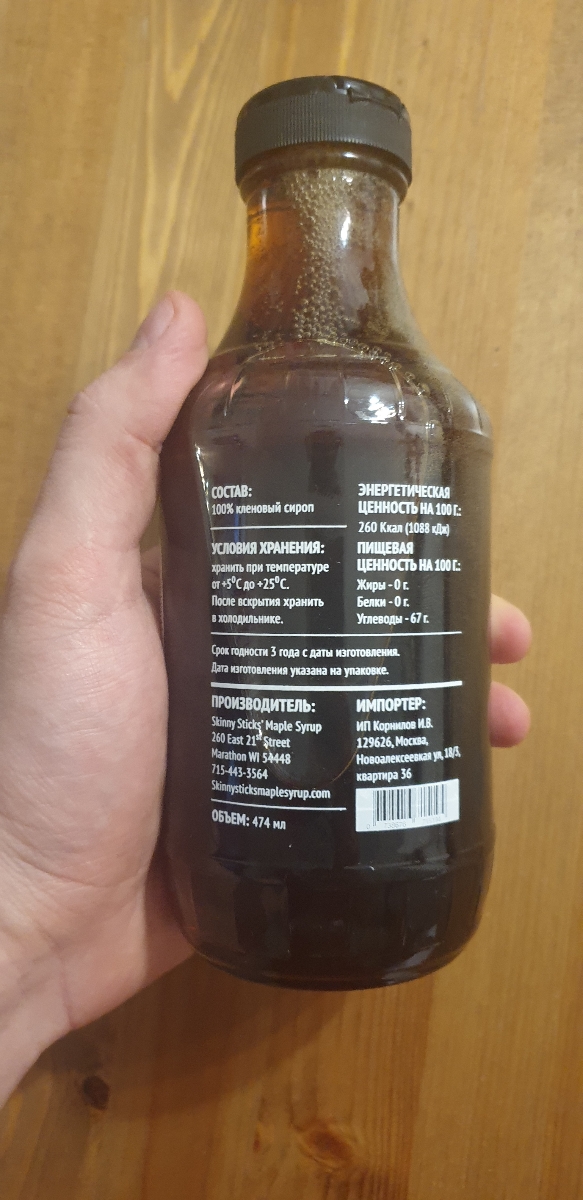 СОСТАВ:
100% кленовый сироп
УСЛОВИЯ ХРАНЕНИЯ:
хранить при температуре
от +5⁰С до +25⁰С.
После вскрытия хранить
в холодильнике.
ЭНЕРГЕТИЧЕСКАЯ
ЦЕННОСТЬ НА 100 Г.:
260 Ккал (1088 кДж)
ПИЩЕВАЯ
ЦЕННОСТЬ НА 100 Г.:
Жиры - 0 г.
Белки - 0 г.
Углеводы - 67 г.
Срок годности 3 года с даты изготовления.
Дата изготовления указана на упаковке.
ПРОИЗВОДИТЕЛЬ:
Skinny Sticks' Maple Syrup
260 East 21st Street
Marathon WI 54448
715-443-3564
Skinnysticksmaplesyrup.com
ОБЪЕМ: 474 мл
ИМПОРТЕР:
ИП Корнилов И.В.
129626, Москва,
Новоалексеевкая ул, 18/3,
квартира 36